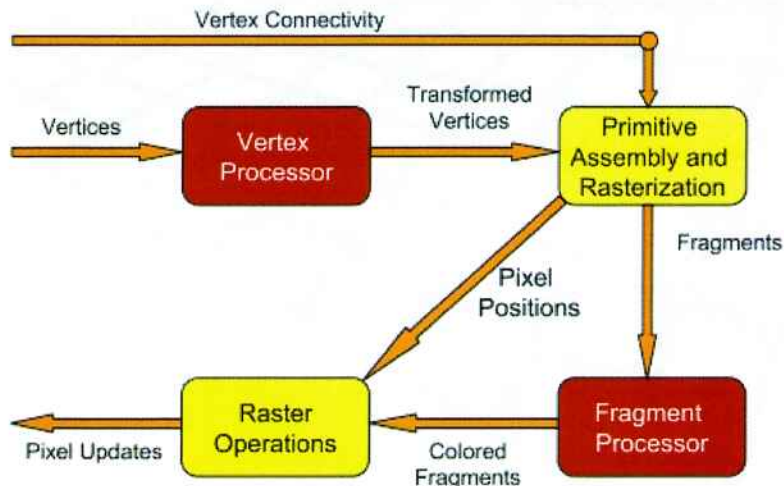 Vertex Connectivity
Vertices
Vertex
Processor
Transformed
Vertices
Primitive
Assembly and
Rasterization
Fragments
Pixel
Positions
Raster
Operations
Fragment
Processor
Pixel Updates
Colored
Fragments